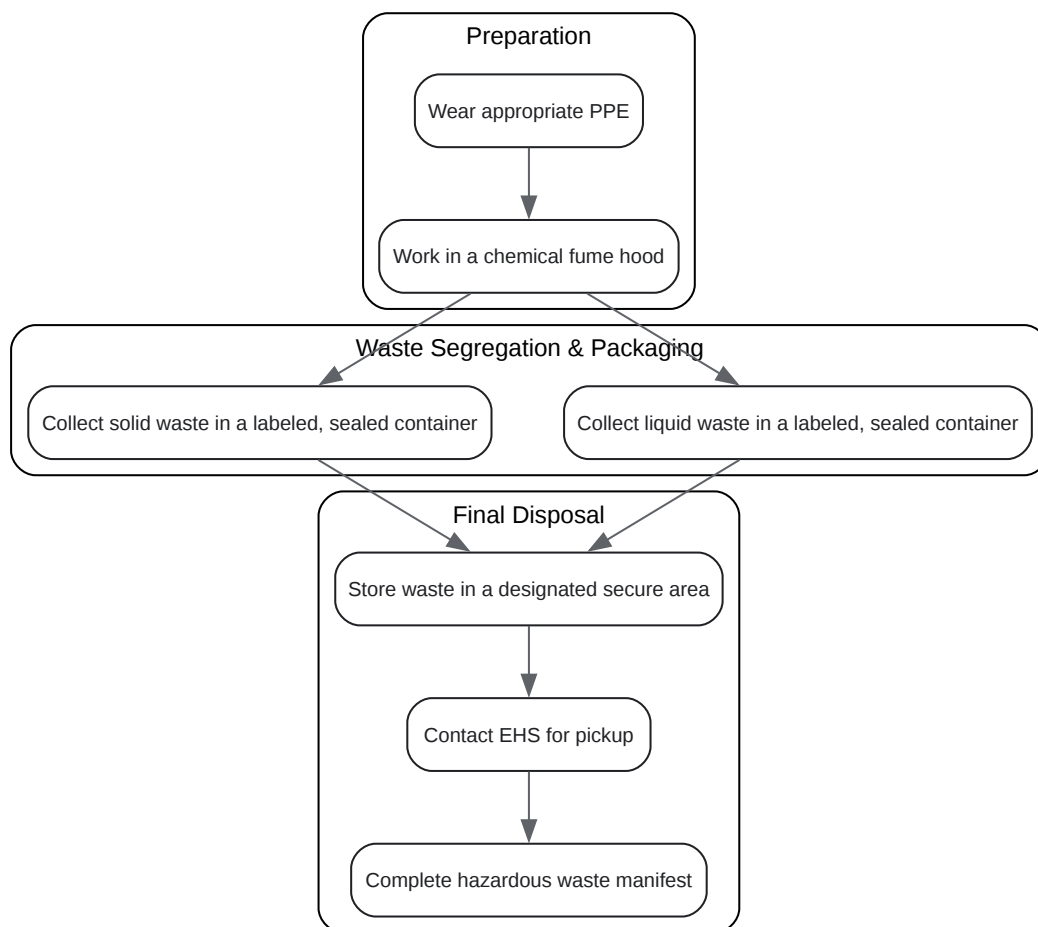 Preparation
Wear appropriate PPE
Work in a chemical fume hood
Waste Segregation & Packaging
Collect solid waste in a labeled, sealed container
Collect liquid waste in a labeled, sealed container
Final Disposal
Store waste in a designated secure area
Contact EHS for pickup
Complete hazardous waste manifest